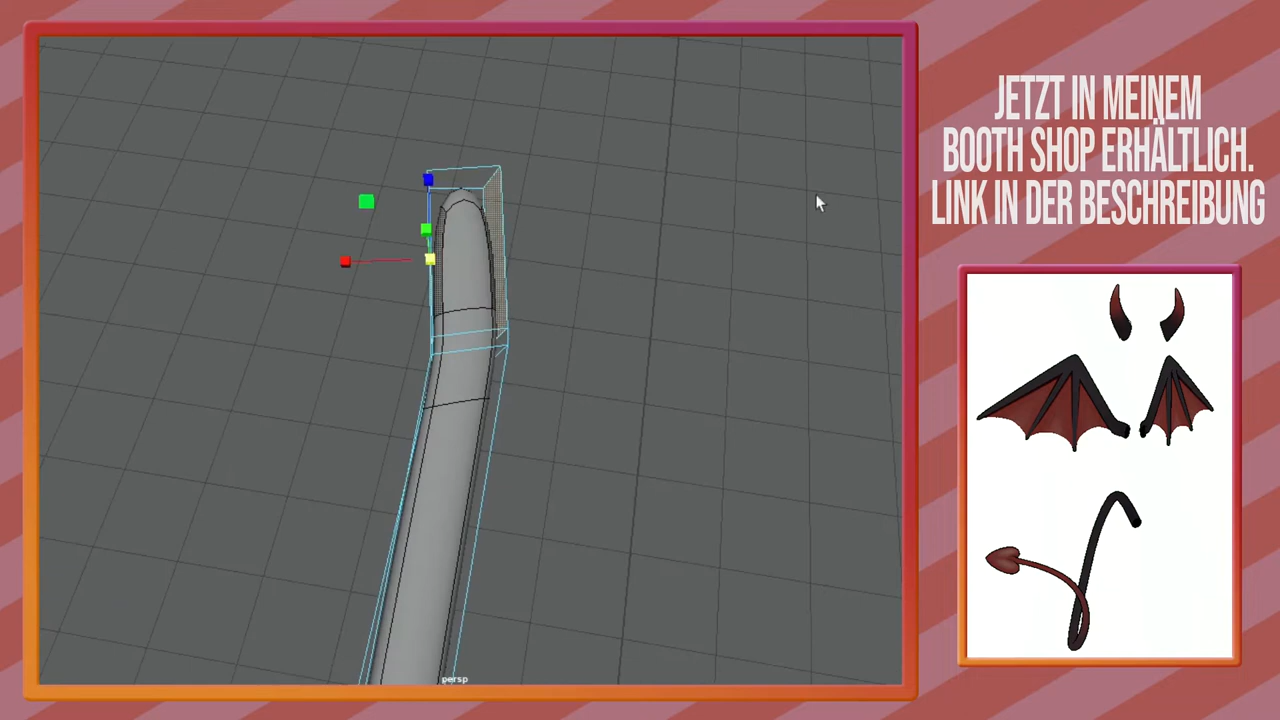 JETZT IN MEINEM
BOOTH SHOP ERHÄLTLICH.
LINK IN DER BESCHREIBUNG
persp